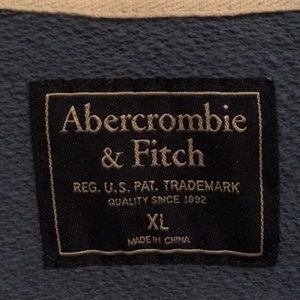 Abercrombie
& Fitch
REG. U.S. PAT. TRADEMARK
QUALITY SINCE 1892
XL
MADE IN CHINA